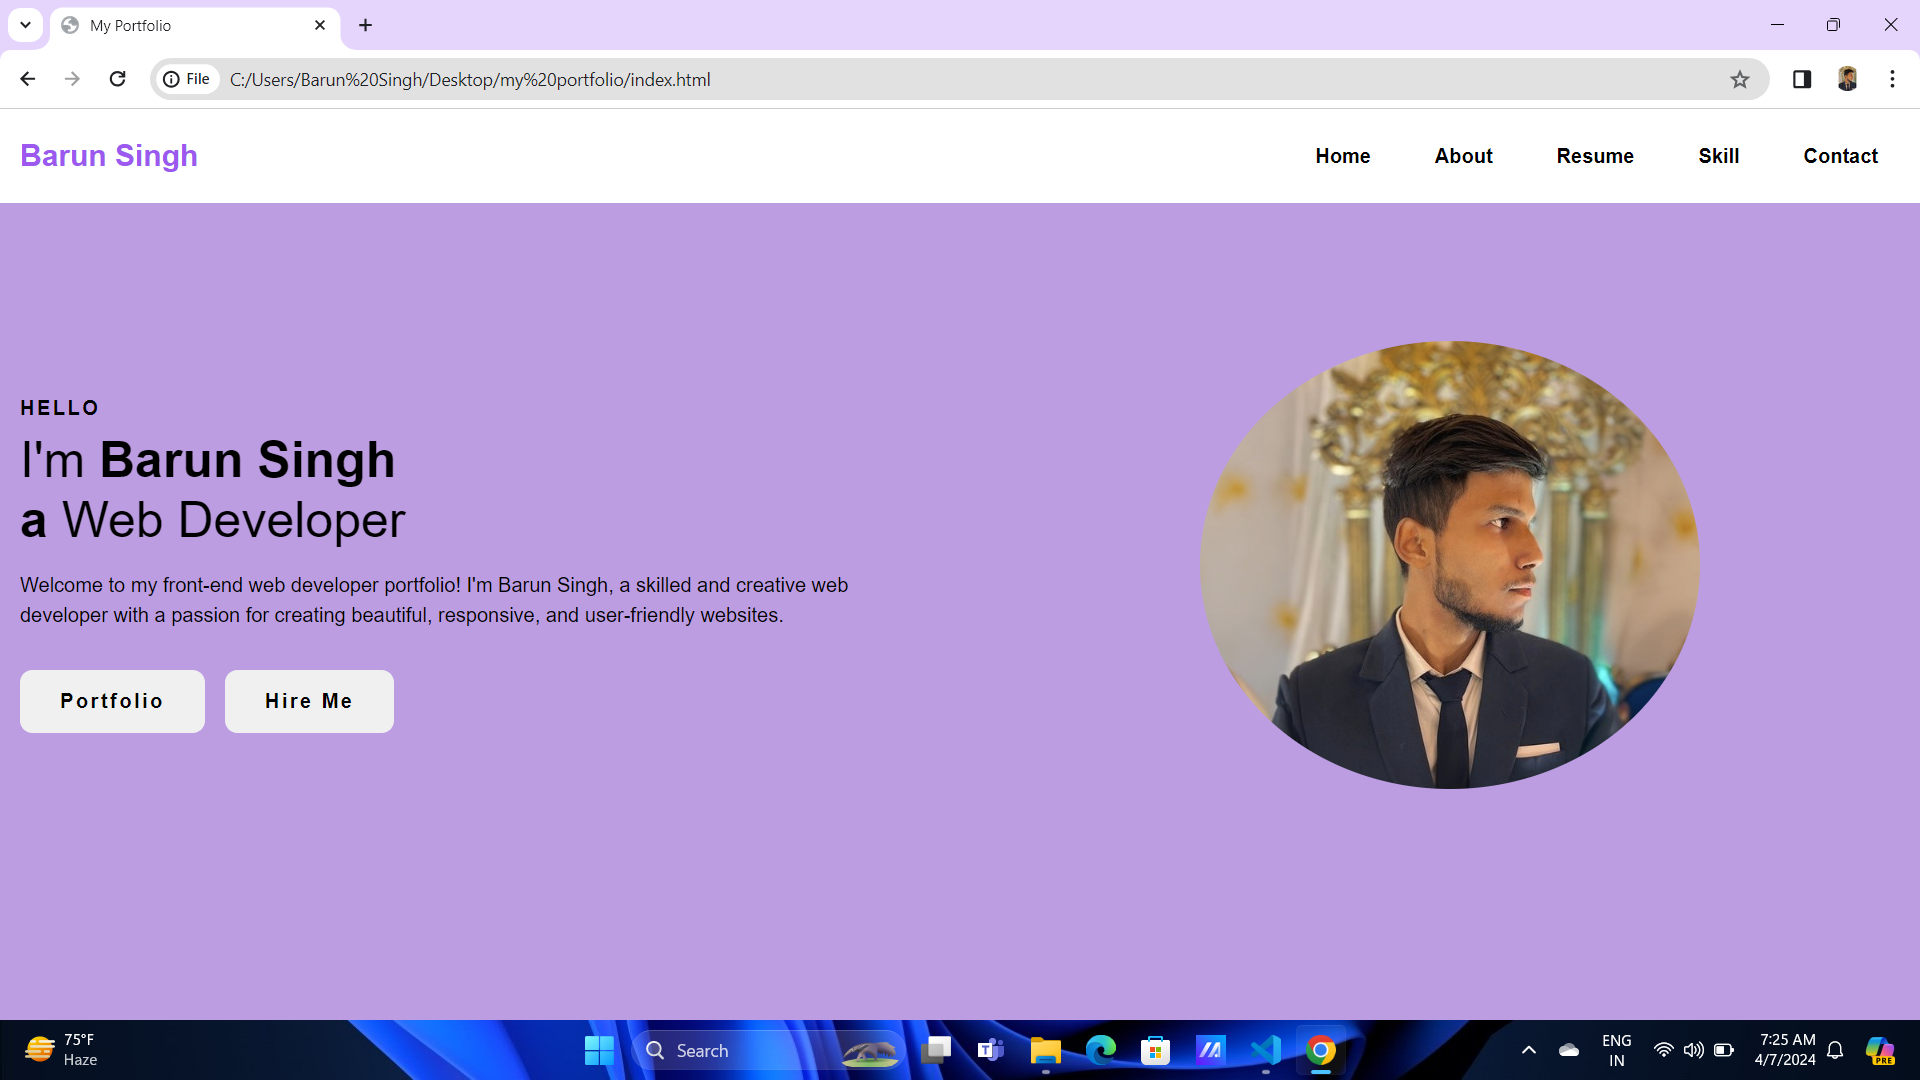 My Portfolio
File C:/Users/Barun%20Singh/Desktop/my%20portfolio/index.html
Barun Singh
Home About Resume Skill Contact
HELLO
I'm Barun Singh
a Web Developer
Welcome to my front-end web developer portfolio! I'm Barun Singh, a skilled and creative web
developer with a passion for creating beautiful, responsive, and user-friendly websites.
Portfolio Hire Me
75°F
Haze
Search
T
ENG
IN
7:25 AM
4/7/2024
PRE